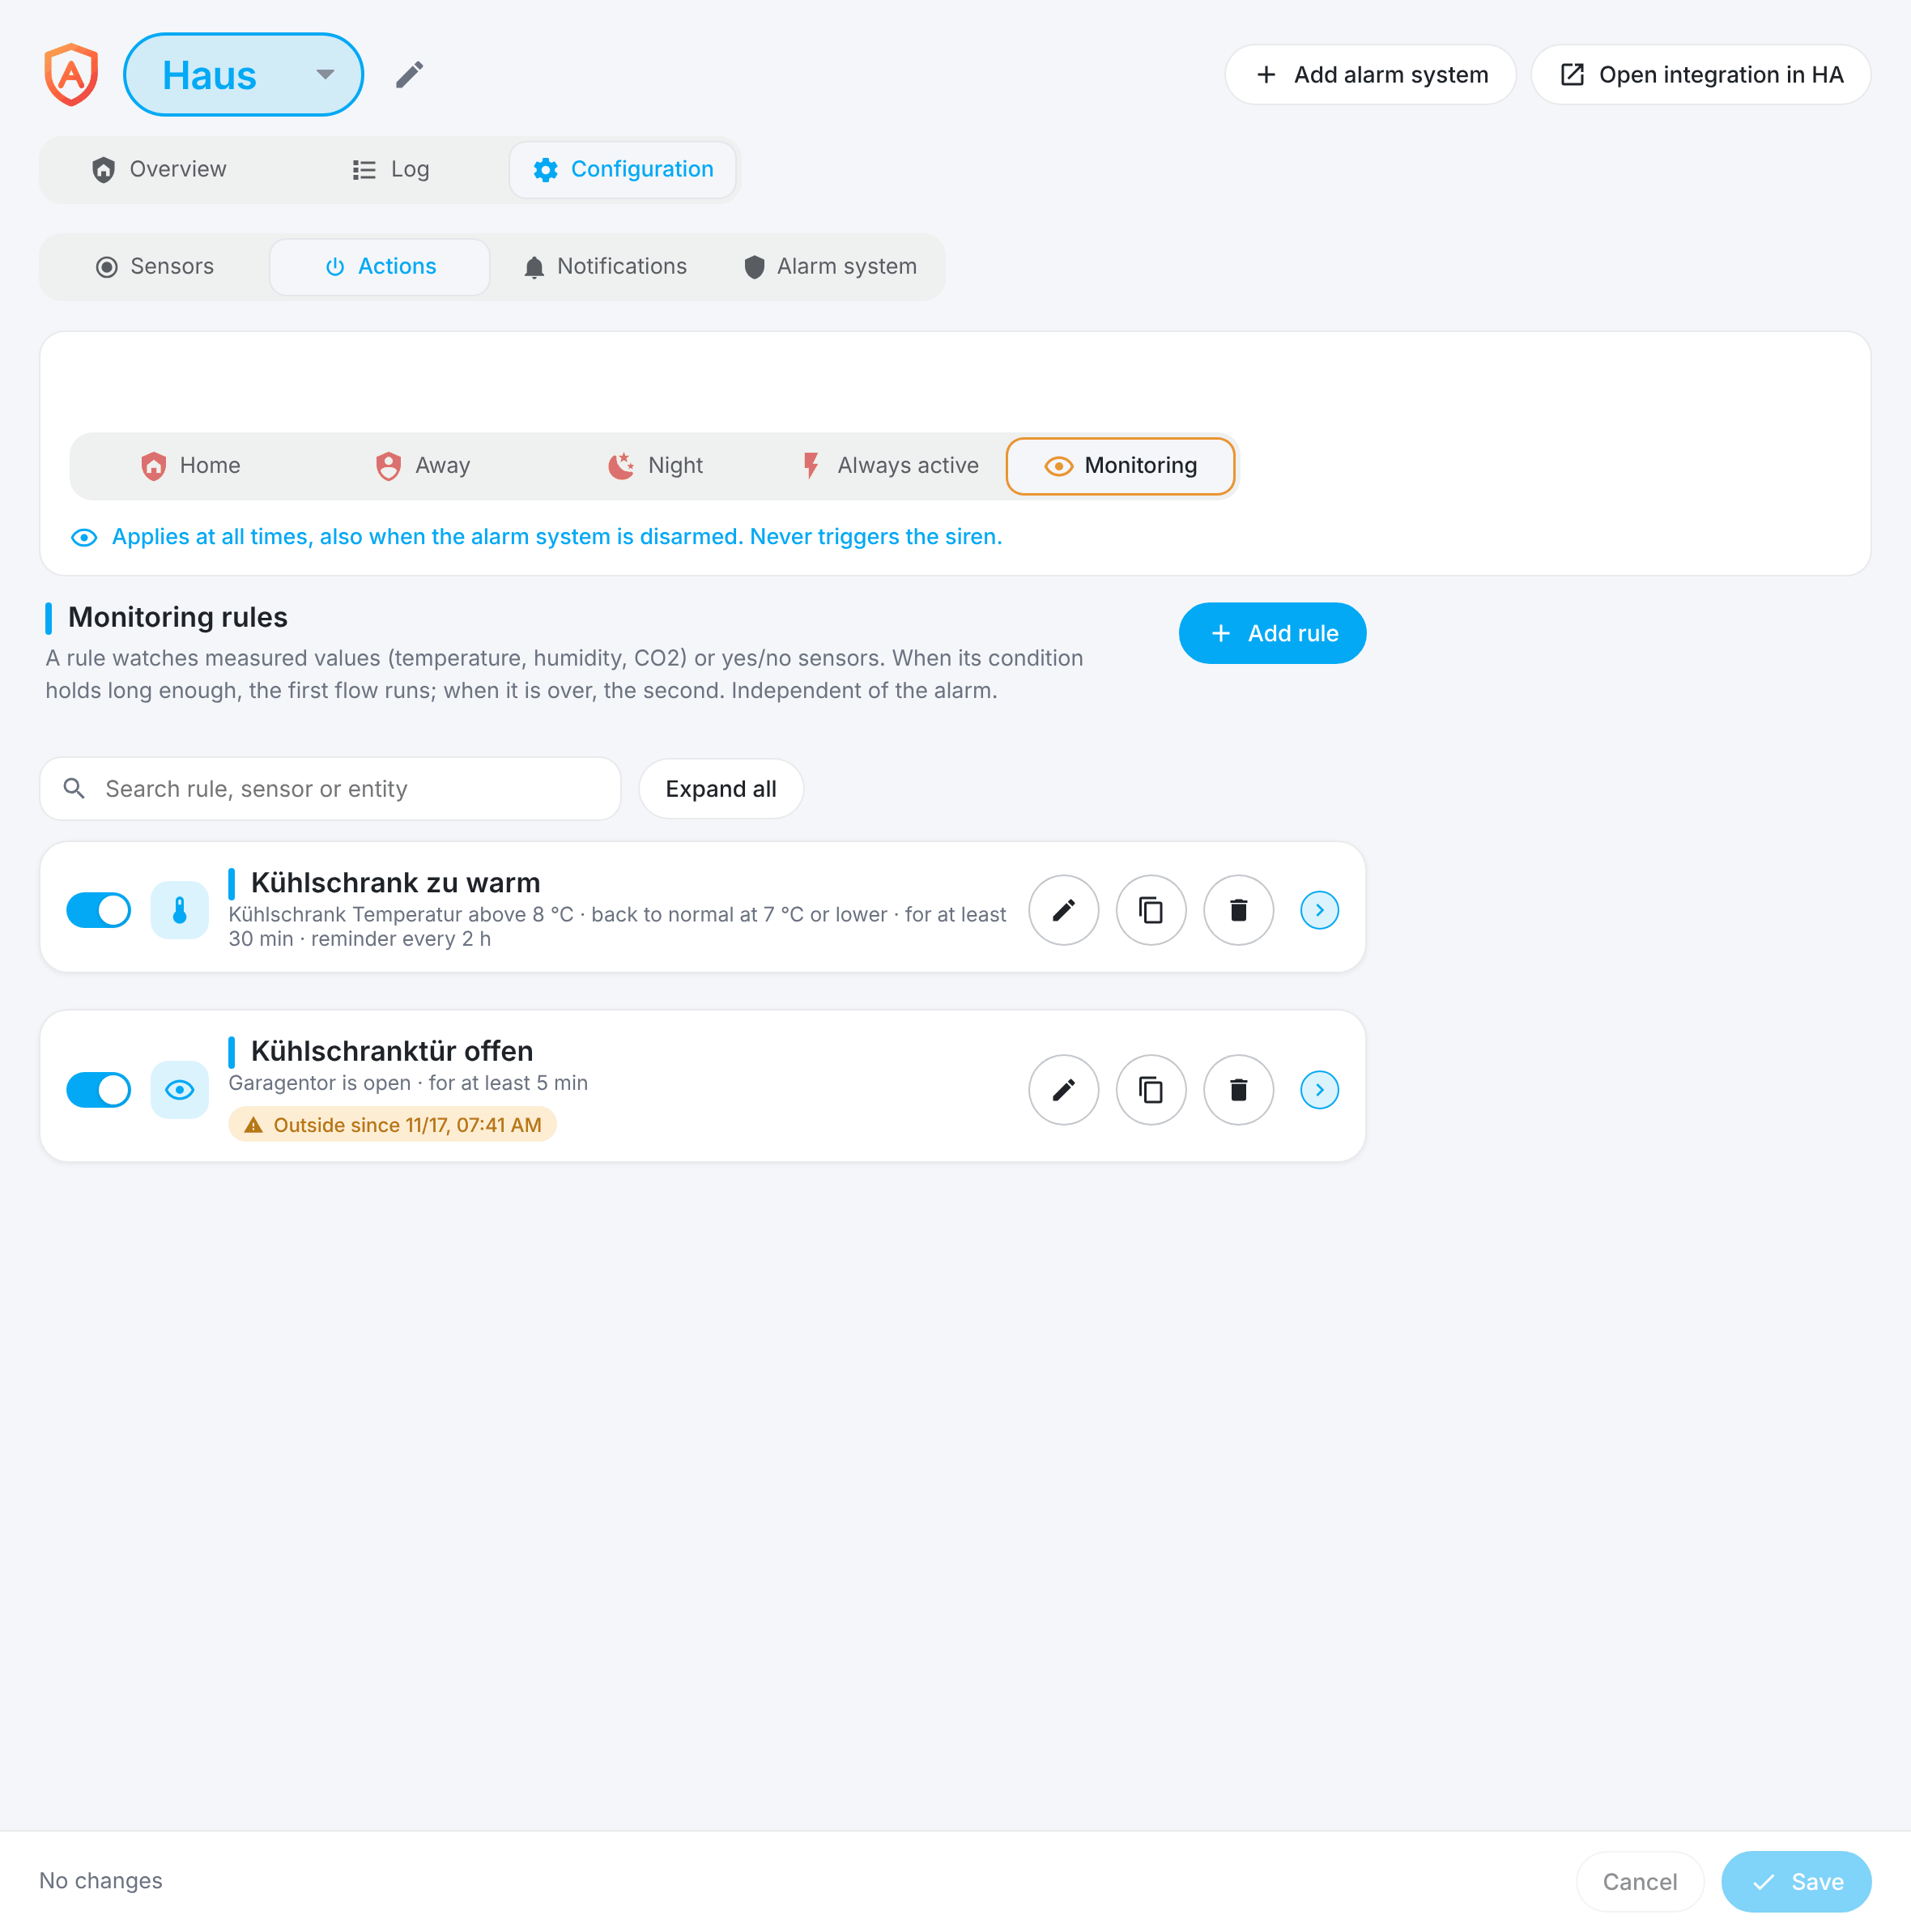 Haus
Add alarm system
Open integration in HA
Overview
Log
Configuration
Sensors
Actions
Notifications
Alarm system
Home
Away
Night
Always active
Monitoring
Applies at all times, also when the alarm system is disarmed. Never triggers the siren.
Monitoring rules
Add rule
A rule watches measured values (temperature, humidity, CO2) or yes/no sensors. When its condition
holds long enough, the first flow runs; when it is over, the second. Independent of the alarm.
Search rule, sensor or entity
Expand all
Kühlschrank zu warm
Kühlschrank Temperatur above 8 °C · back to normal at 7 °C or lower · for at least
30 min · reminder every 2 h
Kühlschranktür offen
Garagentor is open · for at least 5 min
Outside since 11/17, 07:41 AM
No changes
Cancel
Save